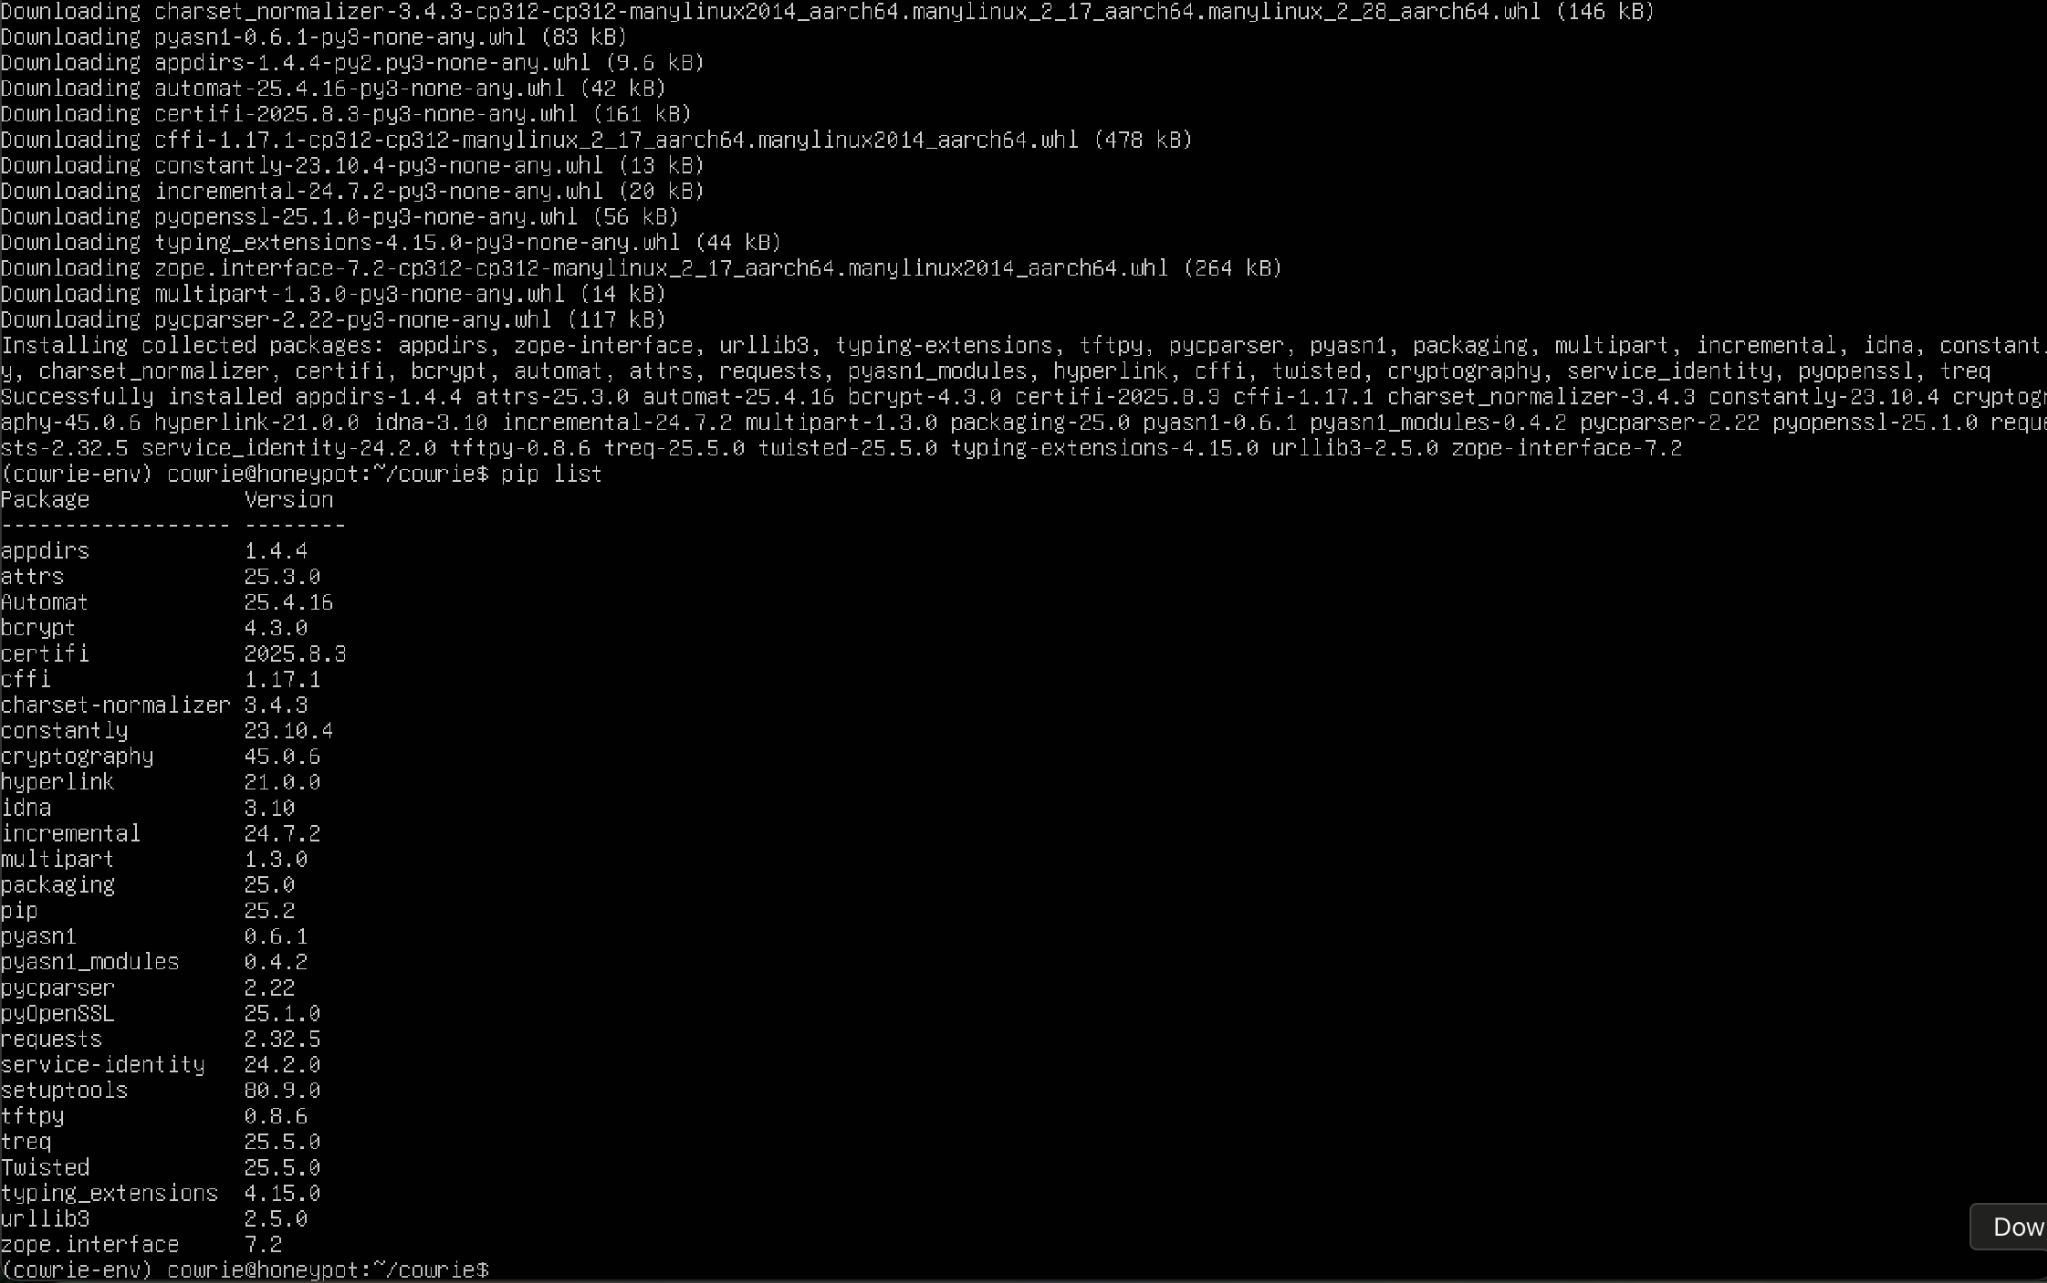 Downloading charset_normalizer-3.4.3-cp312-cp312-manylinux2014_aarch64.manylinux_2_17_aarch64.manylinux_2_28_aarch64.whl (146 kB)
Downloading pyasn1-0.6.1-py3-none-any.whl (83 kB)
Downloading appdirs-1.4.4-py2.py3-none-any.whl (9.6 kB)
Downloading automat-25.4.16-py3-none-any.whl (42 kB)
Downloading certifi-2025.8.3-py3-none-any.whl (161 kB)
Downloading cffi-1.17.1-cp312-cp312-manylinux_2_17_aarch64.manylinux2014_aarch64.whl (478 kB)
Downloading constantly-23.10.4-py3-none-any.whl (13 kB)
Downloading incremental-24.7.2-py3-none-any.whl (20 kB)
Downloading pyopenssl-25.1.0-py3-none-any.whl (56 kB)
Downloading typing_extensions-4.15.0-py3-none-any.whl (44 kB)
Downloading zope.interface-7.2-cp312-cp312-manylinux_2_17_aarch64.manylinux2014_aarch64.whl (264 kB)
Downloading multipart-1.3.0-py3-none-any.whl (14 kB)
Downloading pycparser-2.22-py3-none-any.whl (117 kB)
Installing collected packages: appdirs, zope-interface, urllib3, typing-extensions, tftpy, pycparser, pyasn1, packaging, multipart, incremental, idna, constantl
y, charset_normalizer, certifi, bcrypt, automat, attrs, requests, pyasn1_modules, hyperlink, cffi, twisted, cryptography, service_identity, pyopenssl, treq
Successfully installed appdirs-1.4.4 attrs-25.3.0 automat-25.4.16 bcrypt-4.3.0 certifi-2025.8.3 cffi-1.17.1 charset_normalizer-3.4.3 constantly-23.10.4 cryptogr
aphy-45.0.6 hyperlink-21.0.0 idna-3.10 incremental-24.7.2 multipart-1.3.0 packaging-25.0 pyasn1-0.6.1 pyasn1_modules-0.4.2 pycparser-2.22 pyopenssl-25.1.0 reque
sts-2.32.5 service_identity-24.2.0 tftpy-0.8.6 treq-25.5.0 twisted-25.5.0 typing-extensions-4.15.0 urllib3-2.5.0 zope-interface-7.2
(cowrie-env) cowrie@honeypot:~/cowrie$ pip list
Package Version
------------------ --------
appdirs 1.4.4
attrs 25.3.0
Automat 25.4.16
bcrypt 4.3.0
certifi 2025.8.3
cffi 1.17.1
charset-normalizer 3.4.3
constantly 23.10.4
cryptography 45.0.6
hyperlink 21.0.0
idna 3.10
incremental 24.7.2
multipart 1.3.0
packaging 25.0
pip 25.2
pyasn1 0.6.1
pyasn1_modules 0.4.2
pycparser 2.22
pyOpenSSL 25.1.0
requests 2.32.5
service-identity 24.2.0
setuptools 80.9.0
tftpy 0.8.6
treq 25.5.0
Twisted 25.5.0
typing_extensions 4.15.0
urllib3 2.5.0
zope.interface 7.2
(cowrie-env) cowrie@honeypot:~/cowrie$
Dow